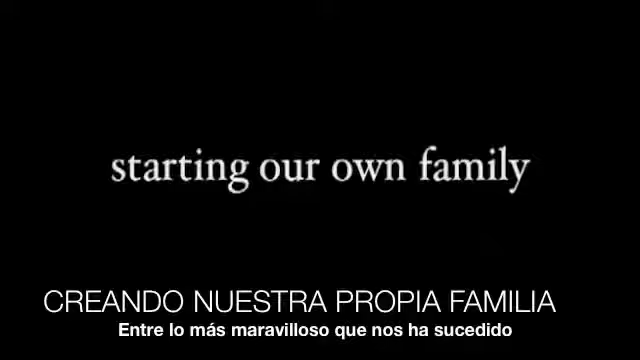 starting our own family
CREANDO NUESTRA PROPIA FAMILIA
Entre lo más maravilloso que nos ha sucedido